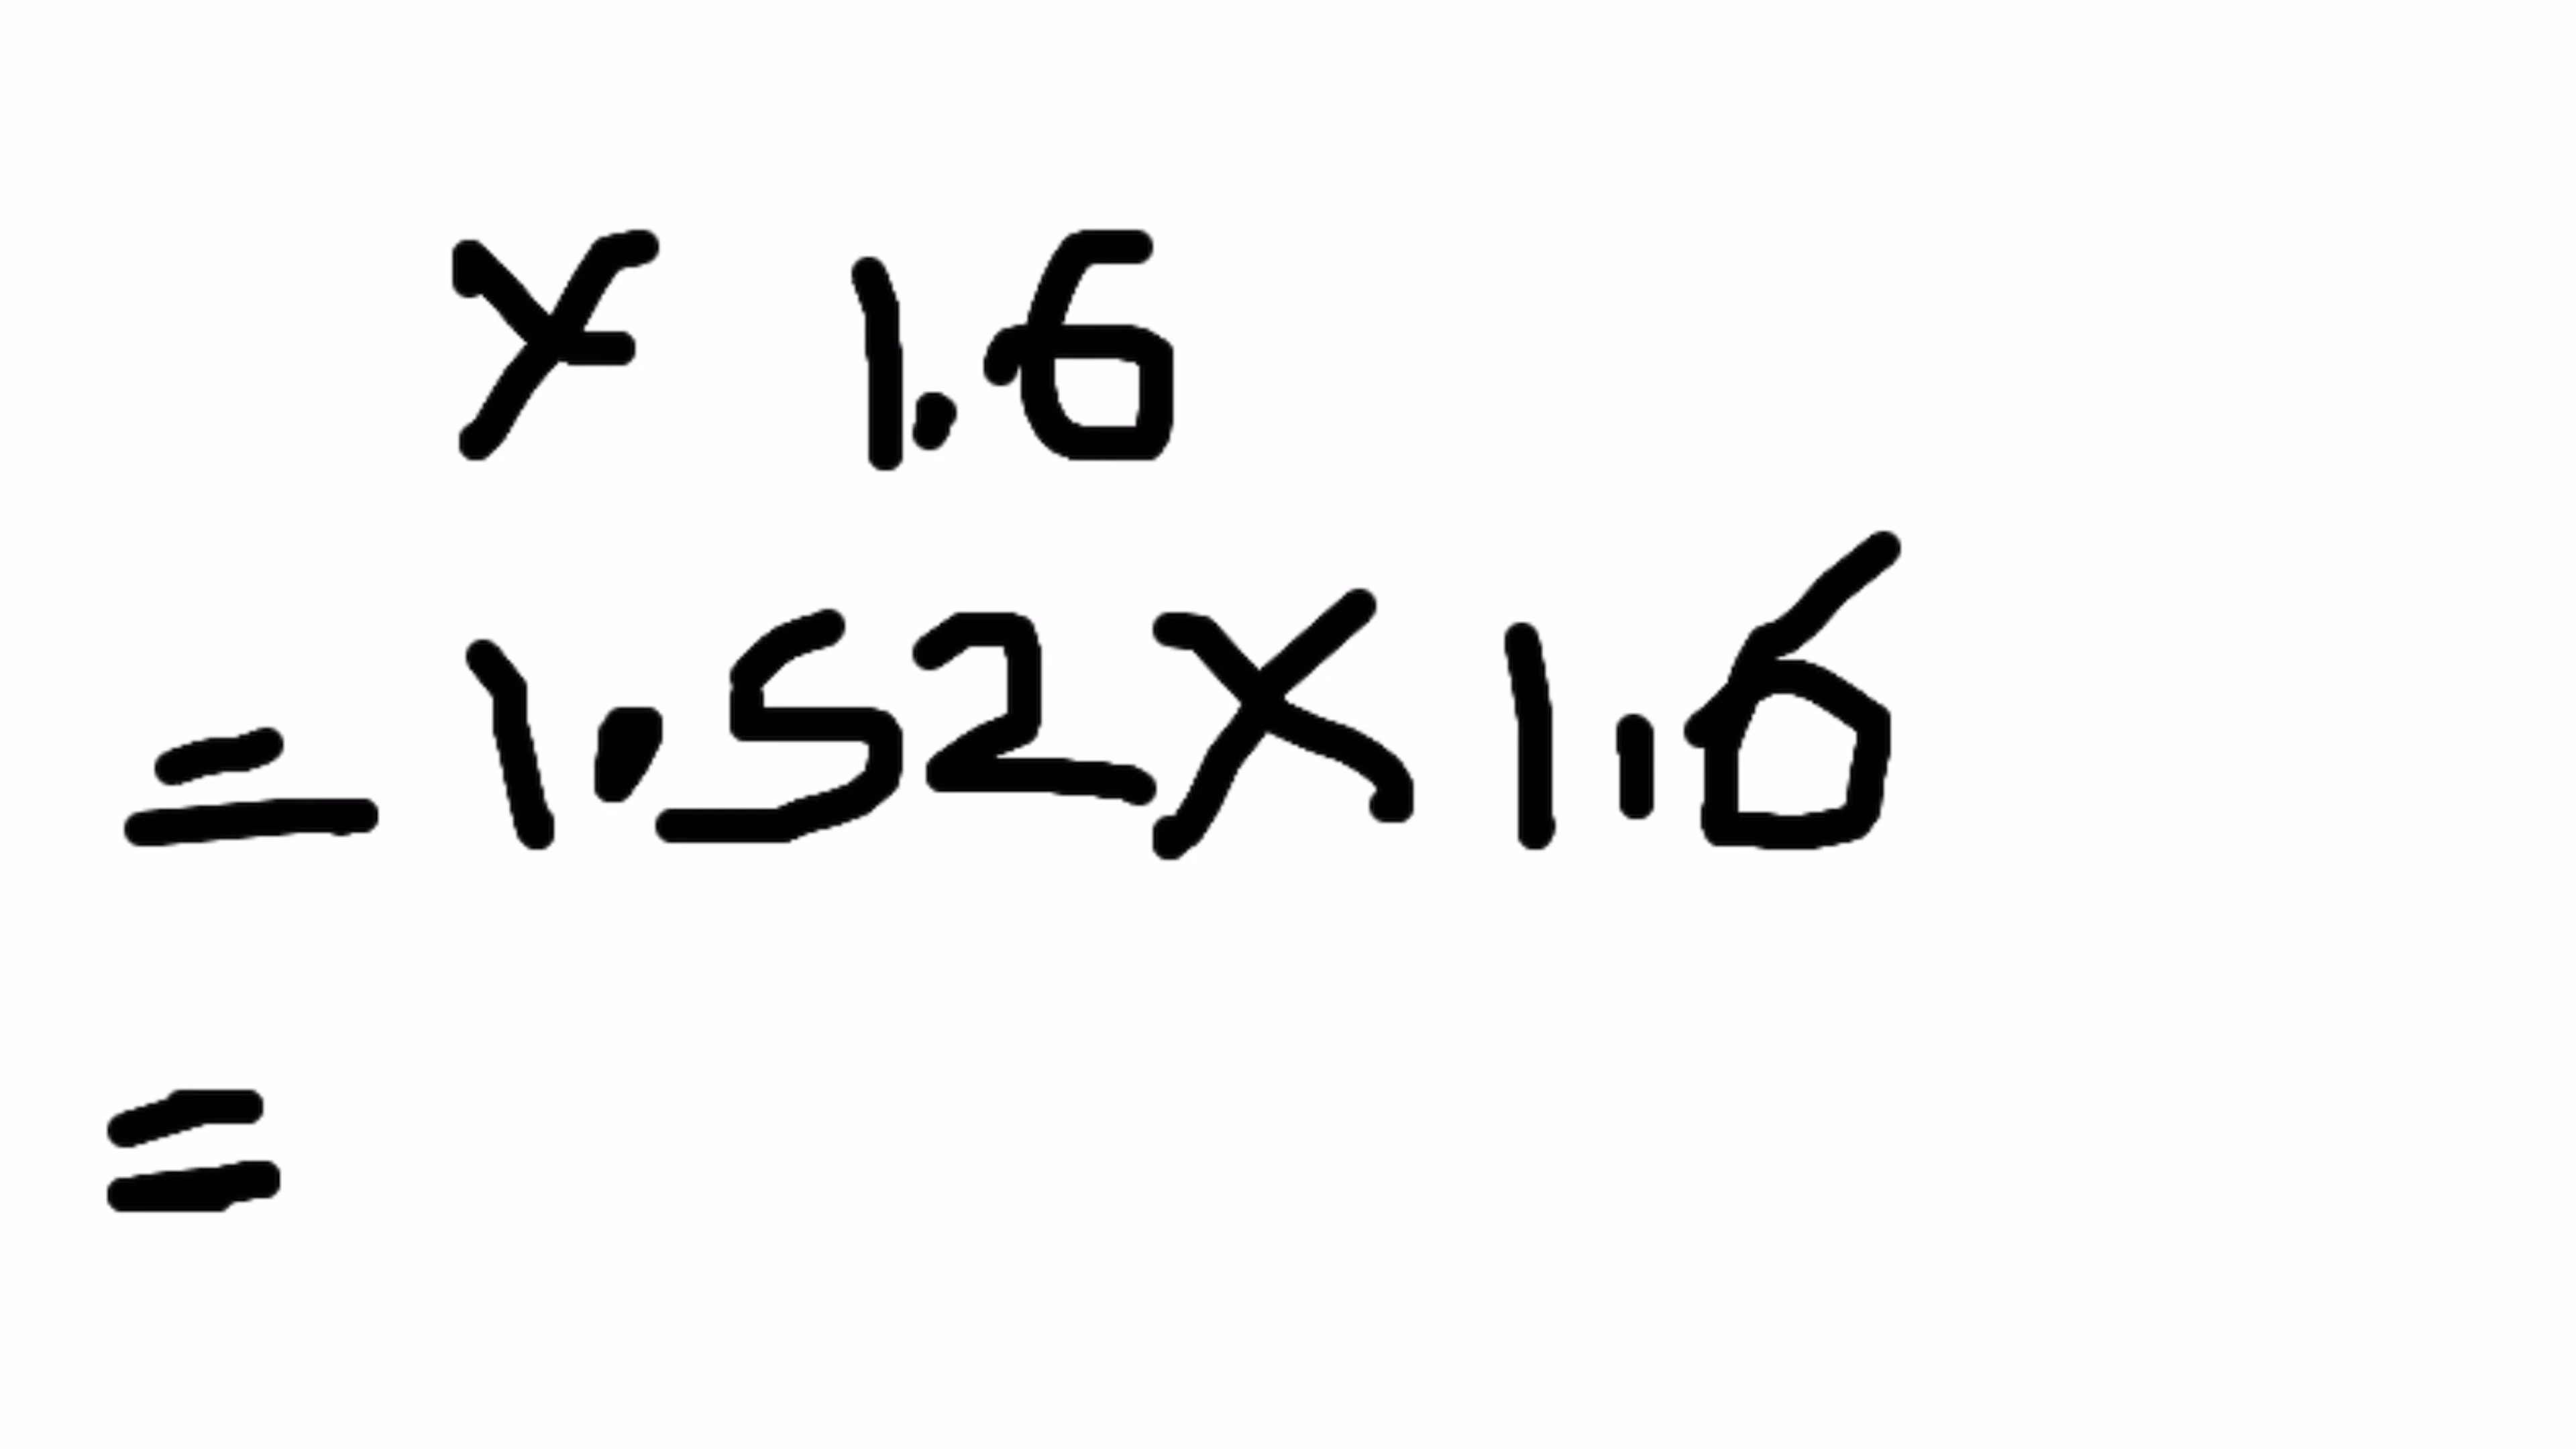 × 1.6
= 1.52 × 1.6
=